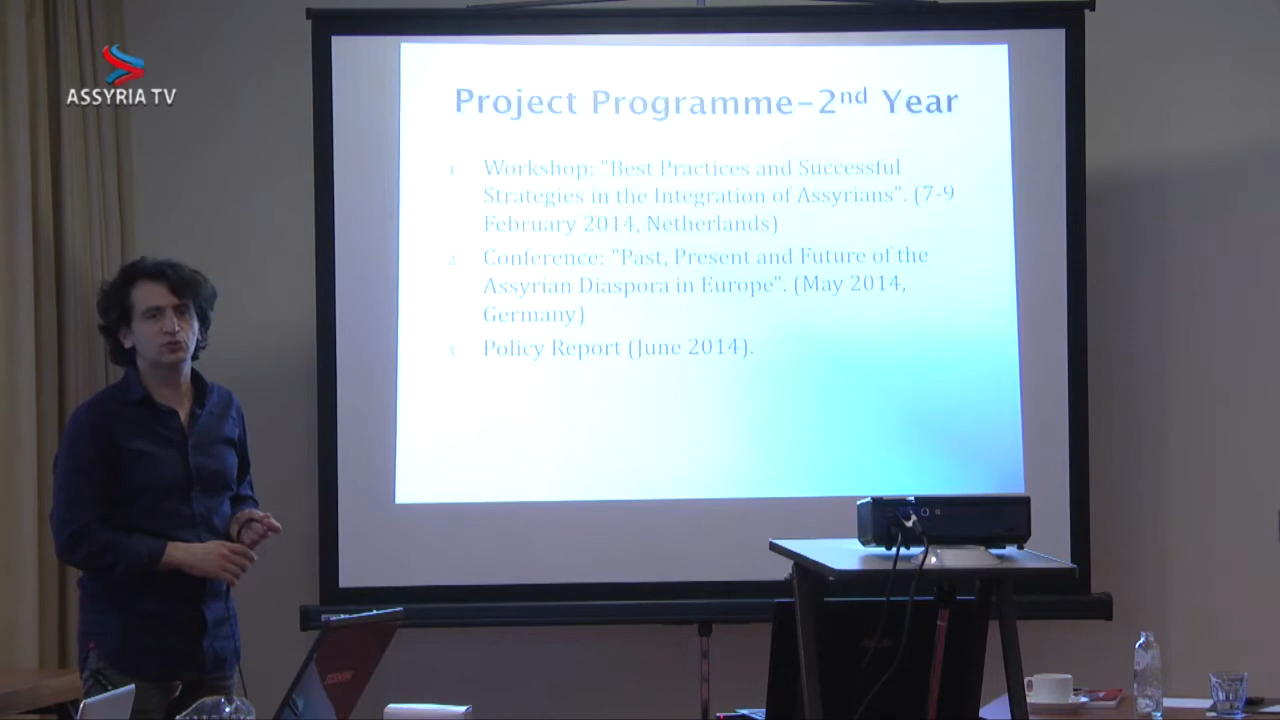 ASSYRIA TV
Project Programme-2nd Year
1. Workshop: "Best Practices and Successful
Strategies in the Integration of Assyrians". (7-9
February 2014, Netherlands)
2. Conference: "Past, Present and Future of the
Assyrian Diaspora in Europe". (May 2014,
Germany)
3. Policy Report (June 2014).